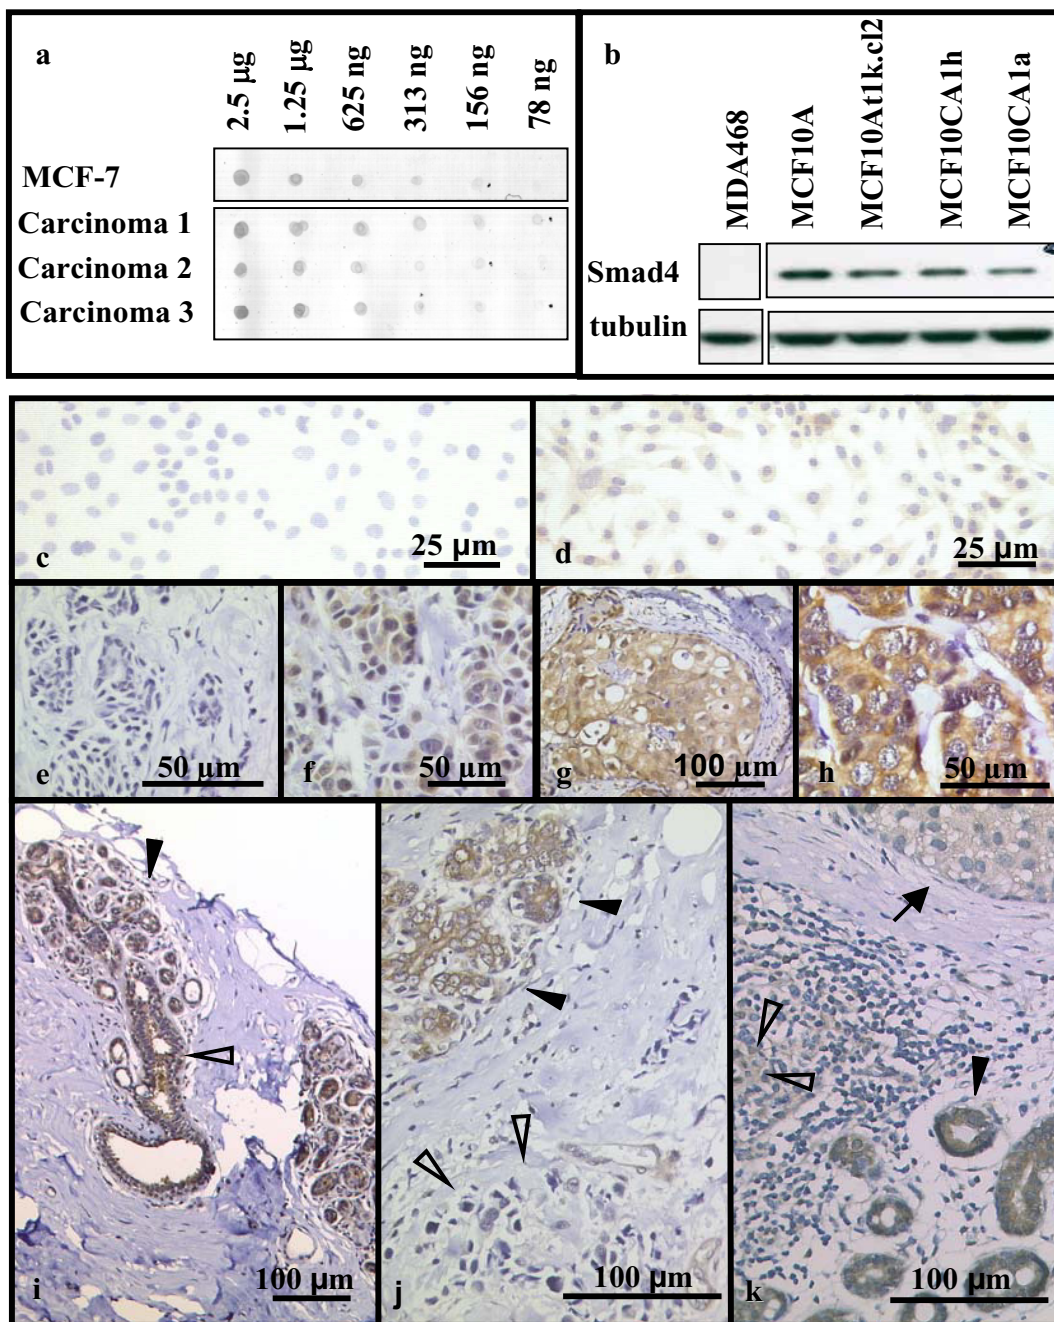 a
2.5 µg
1.25 µg
625 ng
313 ng
156 ng
78 ng
MCF-7
Carcinoma 1
Carcinoma 2
Carcinoma 3
b
MDA468
MCF10A
MCF10At1k.cl2
MCF10CA1h
MCF10CA1a
Smad4
tubulin
c
25 µm
d
25 µm
e
50 µm
f
50 µm
g
100 µm
h
50 µm
i
100 µm
j
100 µm
k
100 µm